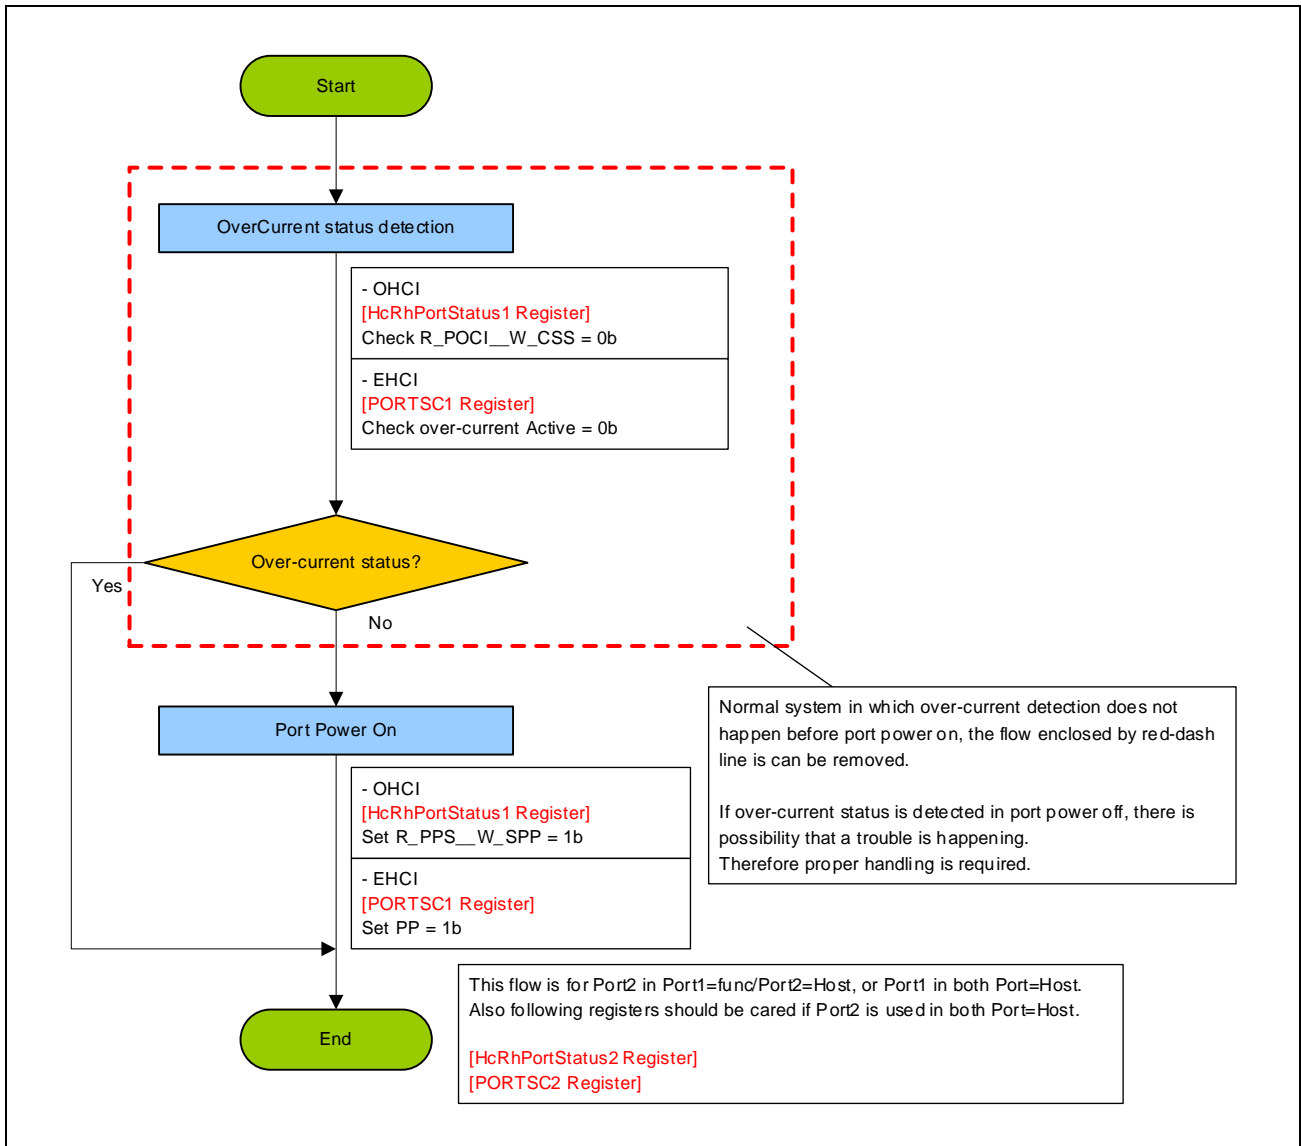 Start
OverCurrent status detection
- OHCI
[HcRhPortStatus1 Register]
Check R_POCI__W_CSS = 0b
- EHCI
[PORTSC1 Register]
Check over-current Active = 0b
Over-current status?
Yes
No
Port Power On
- OHCI
[HcRhPortStatus1 Register]
Set R_PPS__W_SPP = 1b
- EHCI
[PORTSC1 Register]
Set PP = 1b
Normal system in which over-current detection does not
happen before port power on, the flow enclosed by red-dash
line is can be removed.
If over-current status is detected in port power off, there is
possibility that a trouble is happening.
Therefore proper handling is required.
This flow is for Port2 in Port1=func/Port2=Host, or Port1 in both Port=Host.
Also following registers should be cared if Port2 is used in both Port=Host.
[HcRhPortStatus2 Register]
[PORTSC2 Register]
End